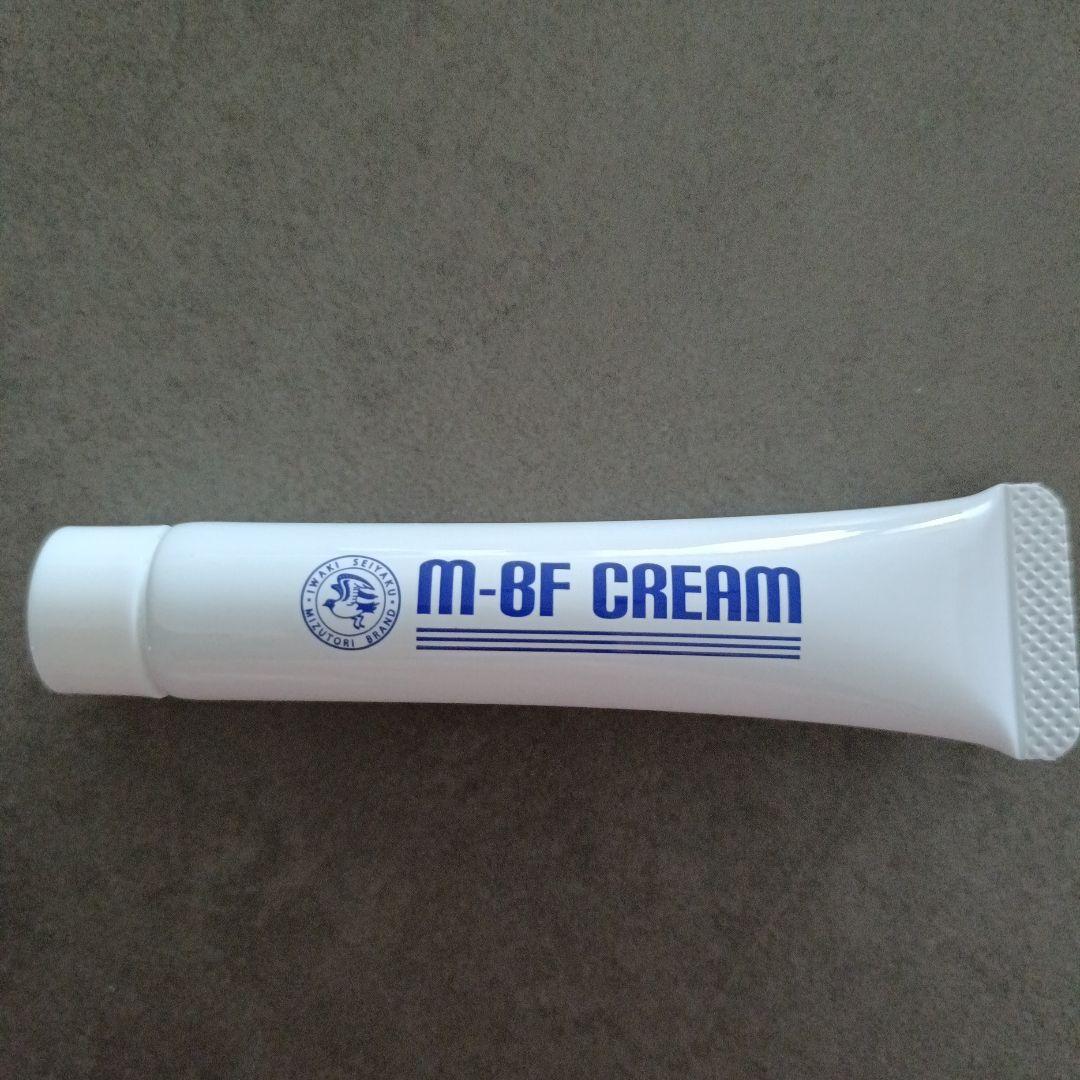 IWAKI SEIYAKU
MIZUTORI BRAND
M-BF CREAM